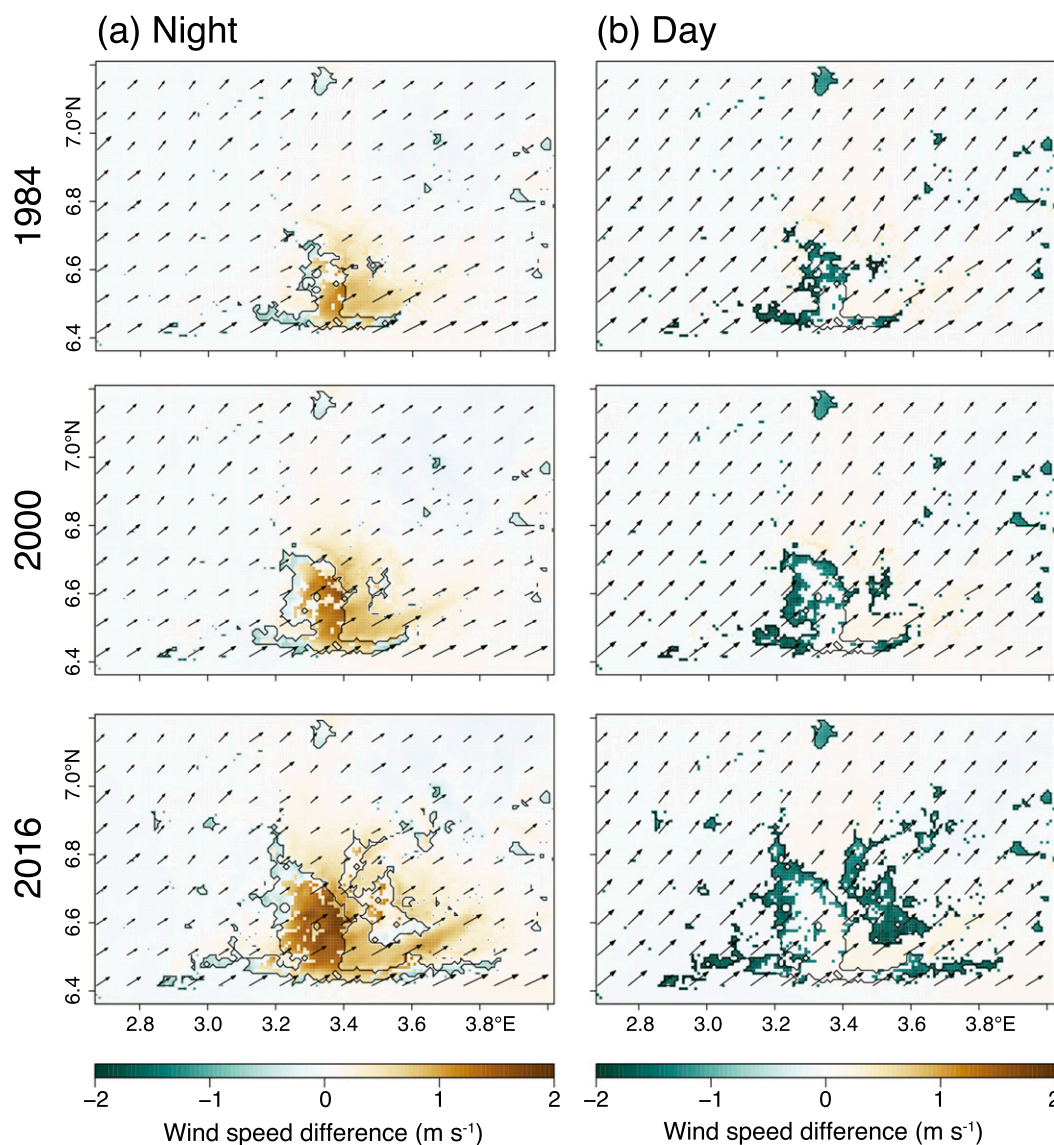 (a) Night
(b) Day
1984
7.0°N
6.8
6.6
6.4
2000
7.0°N
6.8
6.6
6.4
2016
7.0°N
6.8
6.6
6.4
2.8 3.0 3.2 3.4 3.6 3.8°E
2.8 3.0 3.2 3.4 3.6 3.8°E
−2 −1 0 1 2
−2 −1 0 1 2
Wind speed difference (m s⁻¹)
Wind speed difference (m s⁻¹)